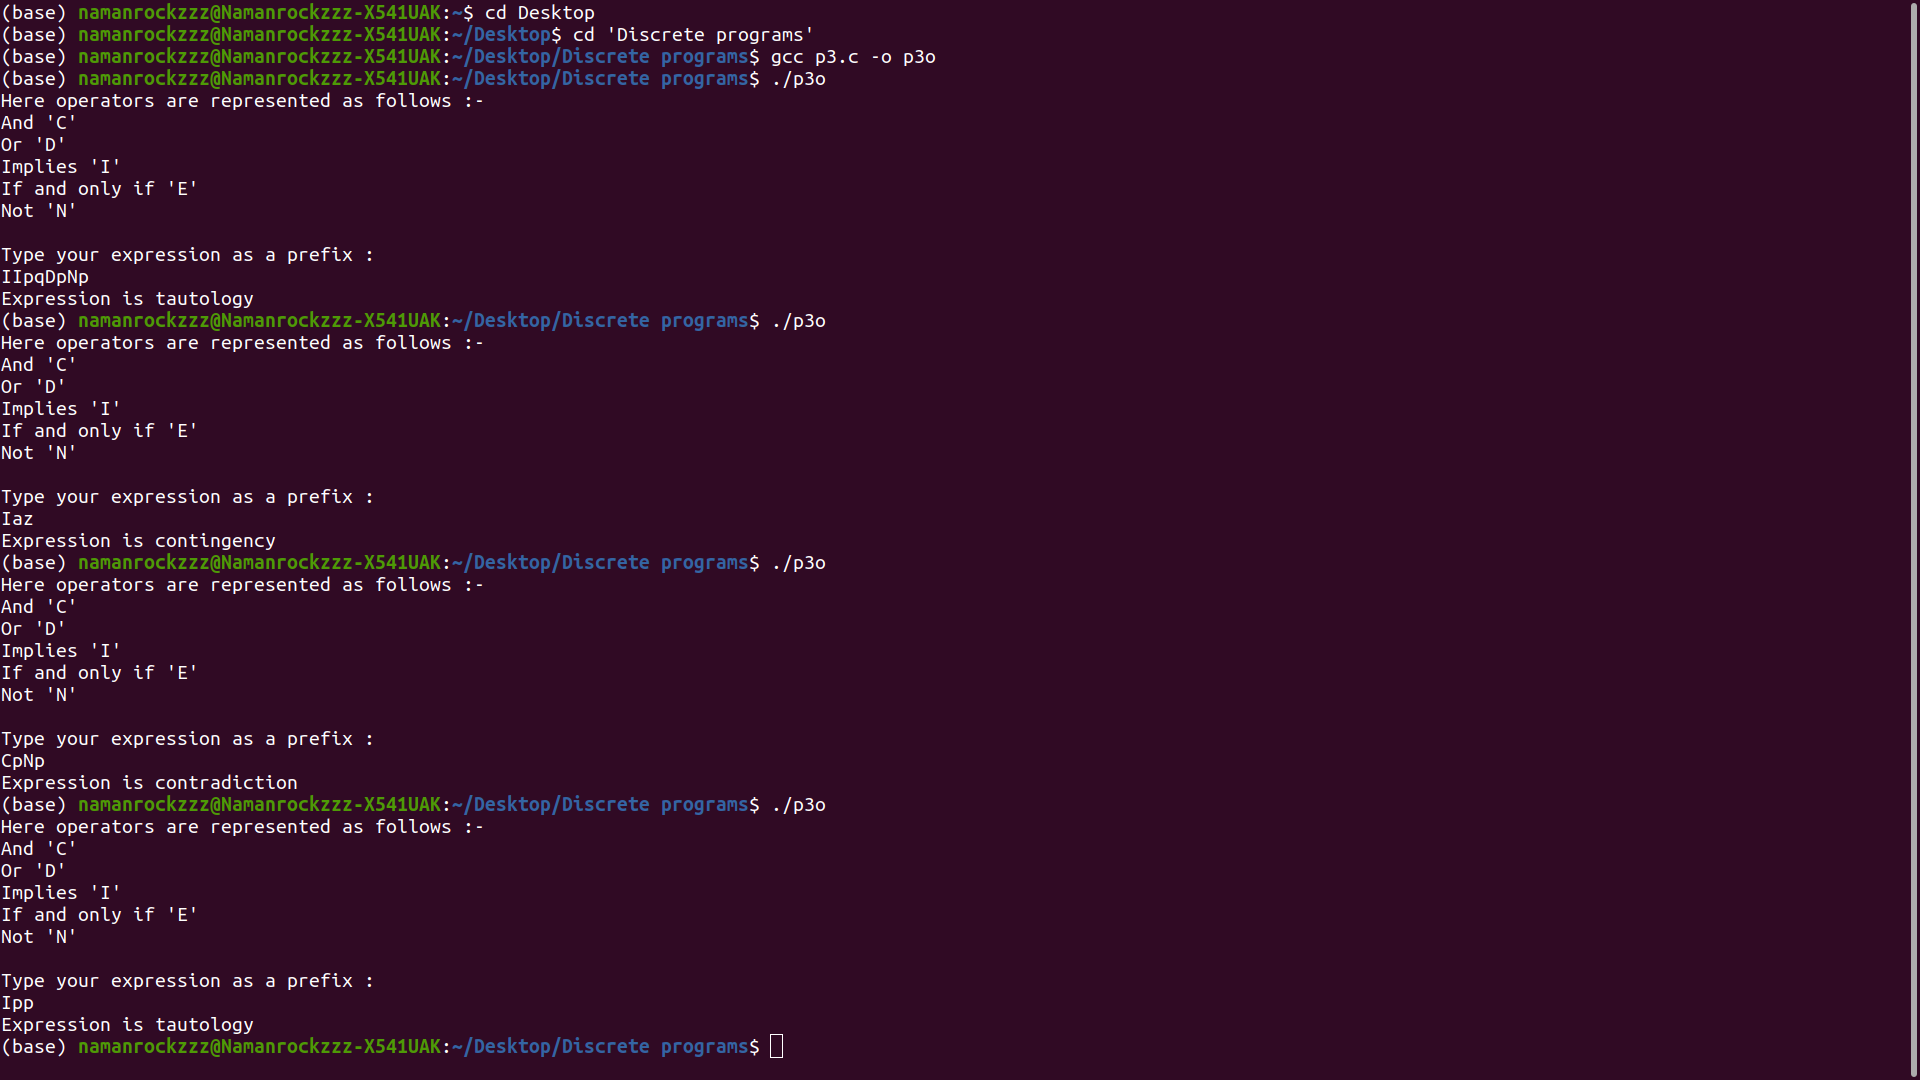 (base) namanrockzzz@Namanrockzzz-X541UAK:~$ cd Desktop
(base) namanrockzzz@Namanrockzzz-X541UAK:~/Desktop$ cd 'Discrete programs'
(base) namanrockzzz@Namanrockzzz-X541UAK:~/Desktop/Discrete programs$ gcc p3.c -o p3o
(base) namanrockzzz@Namanrockzzz-X541UAK:~/Desktop/Discrete programs$ ./p3o
Here operators are represented as follows :-
And 'C'
Or 'D'
Implies 'I'
If and only if 'E'
Not 'N'

Type your expression as a prefix :
IIpqDpNp
Expression is tautology
(base) namanrockzzz@Namanrockzzz-X541UAK:~/Desktop/Discrete programs$ ./p3o
Here operators are represented as follows :-
And 'C'
Or 'D'
Implies 'I'
If and only if 'E'
Not 'N'

Type your expression as a prefix :
Iaz
Expression is contingency
(base) namanrockzzz@Namanrockzzz-X541UAK:~/Desktop/Discrete programs$ ./p3o
Here operators are represented as follows :-
And 'C'
Or 'D'
Implies 'I'
If and only if 'E'
Not 'N'

Type your expression as a prefix :
CpNp
Expression is contradiction
(base) namanrockzzz@Namanrockzzz-X541UAK:~/Desktop/Discrete programs$ ./p3o
Here operators are represented as follows :-
And 'C'
Or 'D'
Implies 'I'
If and only if 'E'
Not 'N'

Type your expression as a prefix :
Ipp
Expression is tautology
(base) namanrockzzz@Namanrockzzz-X541UAK:~/Desktop/Discrete programs$